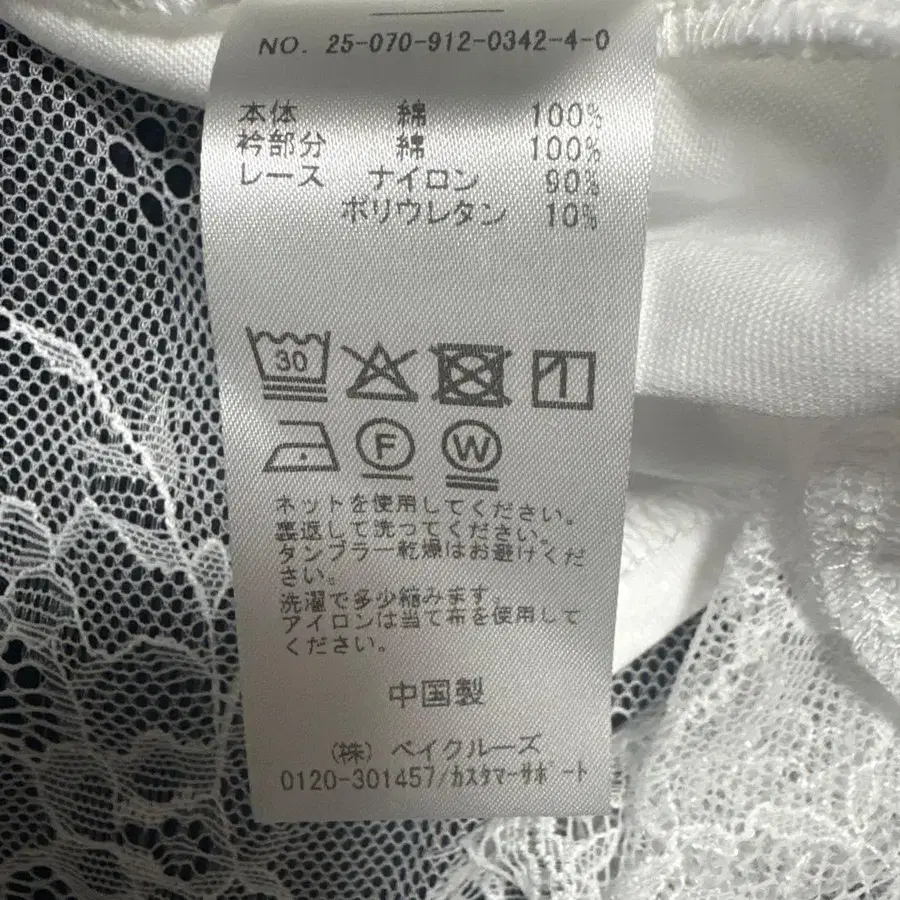 NO. 25-070-912-0342-4-0
本体 綿 100%
衿部分 綿 100%
レース ナイロン 90%
ポリウレタン 10%
30
F W
ネットを使用してください。
裏返して洗ってください。
タンブラー乾燥はお避けくだ
さい。
洗濯で多少縮みます。
アイロンは当て布を使用して
ください。
中国製
(株) ベイクルーズ
0120-301457/カスタマーサポート